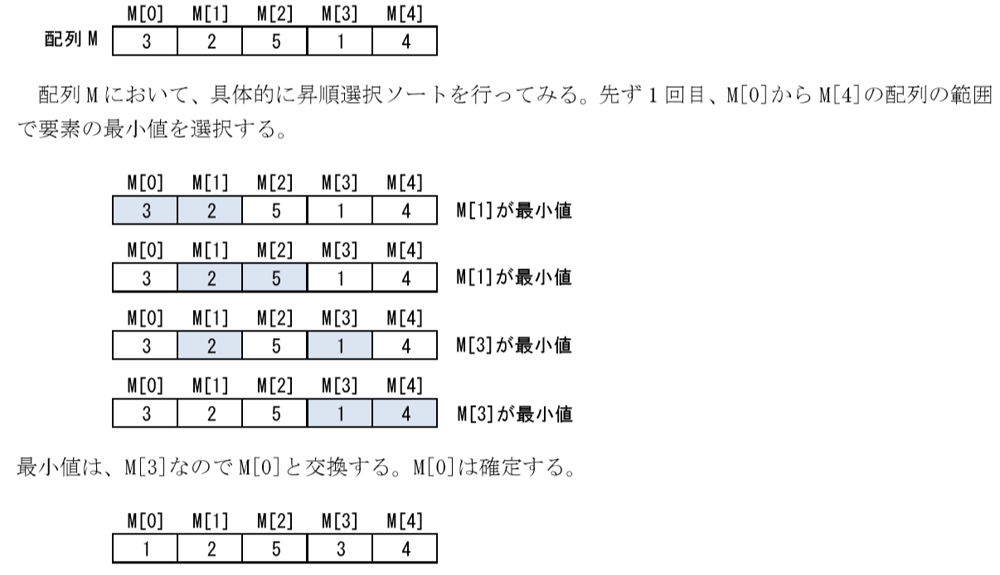 M[0] M[1] M[2] M[3] M[4]
配列 M 3 2 5 1 4
配列 M において、具体的に昇順選択ソートを行ってみる。先ず 1 回目、M[0]から M[4]の配列の範囲
で要素の最小値を選択する。
M[0] M[1] M[2] M[3] M[4]
3 2 5 1 4 M[1]が最小値
M[0] M[1] M[2] M[3] M[4]
3 2 5 1 4 M[1]が最小値
M[0] M[1] M[2] M[3] M[4]
3 2 5 1 4 M[3]が最小値
M[0] M[1] M[2] M[3] M[4]
3 2 5 1 4 M[3]が最小値
最小値は、M[3]なので M[0]と交換する。M[0]は確定する。
M[0] M[1] M[2] M[3] M[4]
1 2 5 3 4